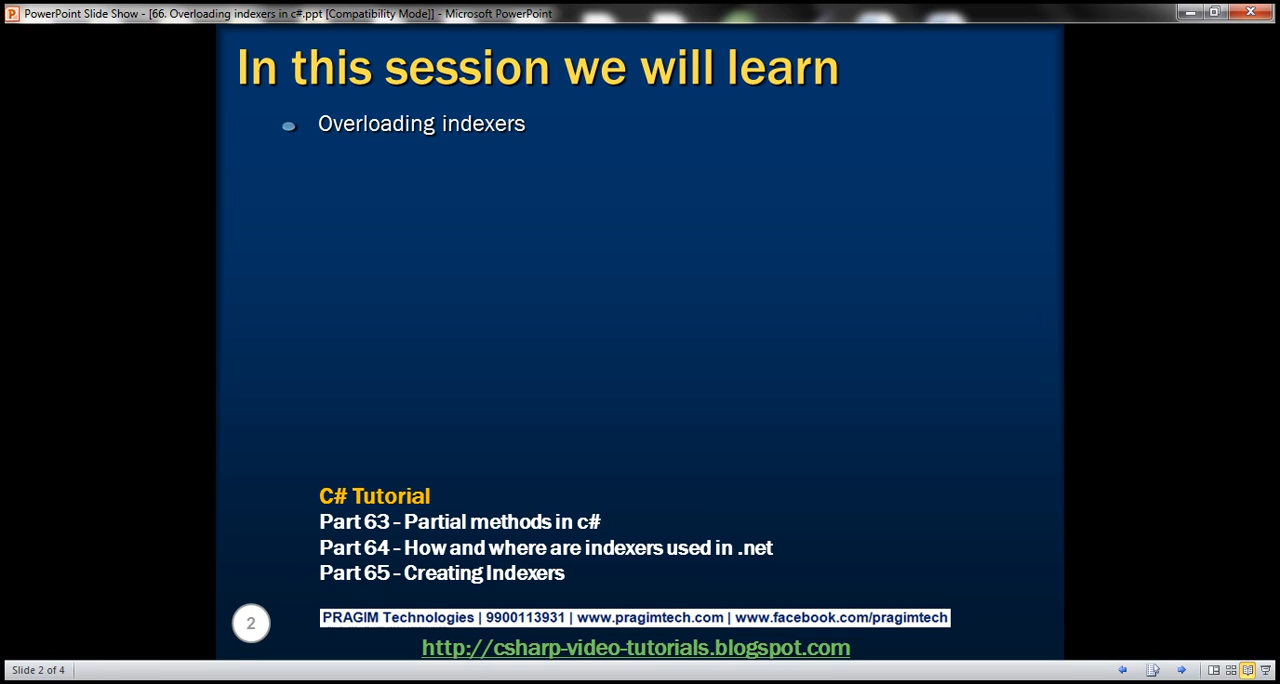 PowerPoint Slide Show - [66. Overloading indexers in c#.ppt [Compatibility Mode]] - Microsoft PowerPoint
In this session we will learn
Overloading indexers
C# Tutorial
Part 63 - Partial methods in c#
Part 64 - How and where are indexers used in .net
Part 65 - Creating Indexers
2
PRAGIM Technologies | 9900113931 | www.pragimtech.com | www.facebook.com/pragimtech
http://csharp-video-tutorials.blogspot.com
Slide 2 of 4